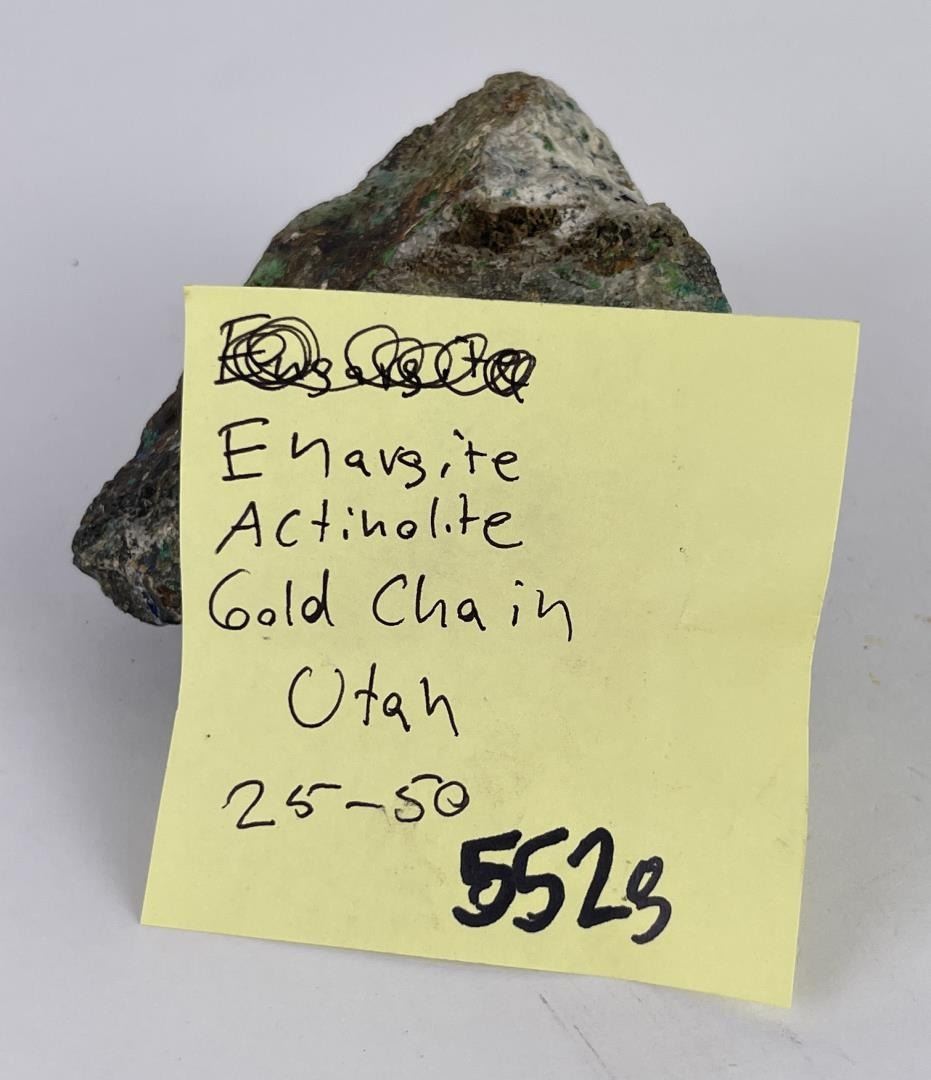 Enargite
Actinolite
Gold Chain
Utah
25-50
552g